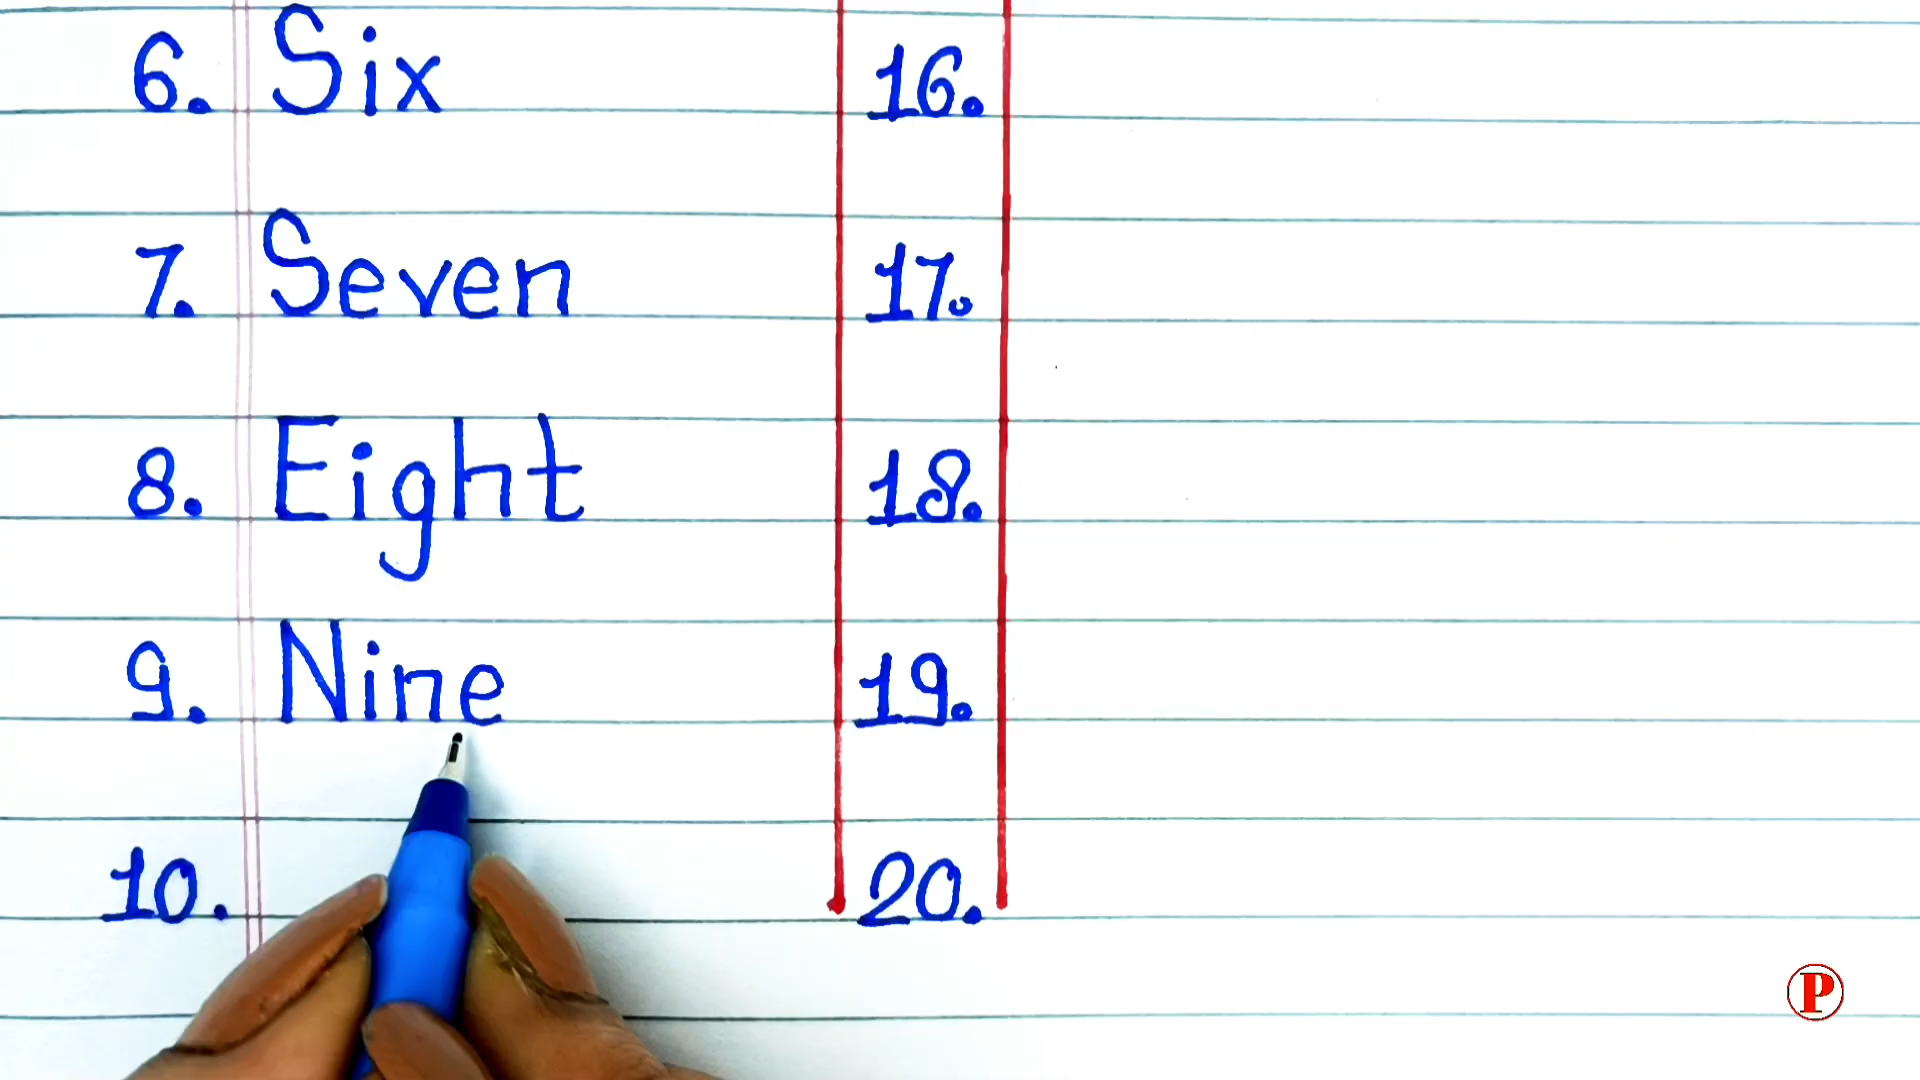 6. Six 16.
7. Seven 17.
8. Eight 18.
9. Nine 19.
10. 20.
P